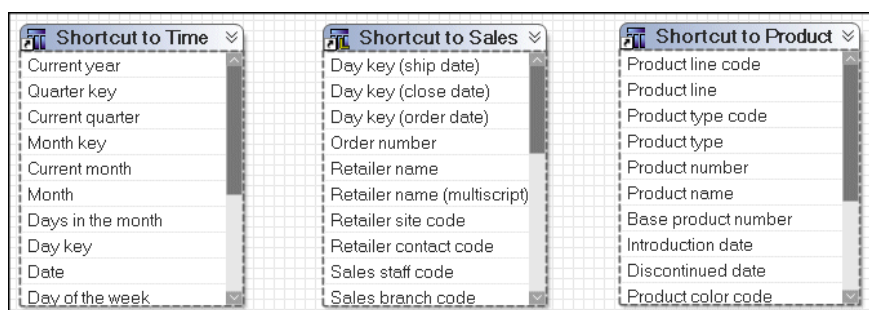 Shortcut to Time
Current year
Quarter key
Current quarter
Month key
Current month
Month
Days in the month
Day key
Date
Day of the week
Shortcut to Sales
Day key (ship date)
Day key (close date)
Day key (order date)
Order number
Retailer name
Retailer name (multiscript)
Retailer site code
Retailer contact code
Sales staff code
Sales branch code
Shortcut to Product
Product line code
Product line
Product type code
Product type
Product number
Product name
Base product number
Introduction date
Discontinued date
Product color code